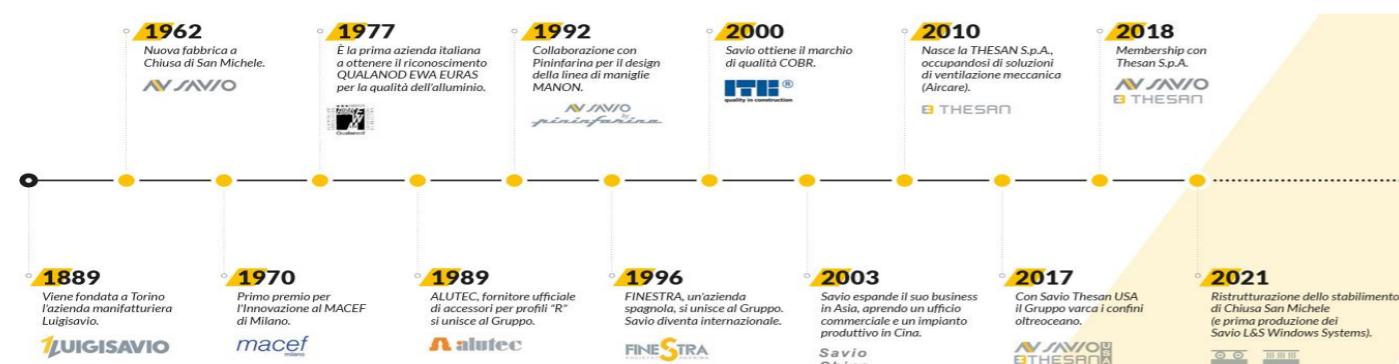 1962
Nuova fabbrica a
Chiusa di San Michele.
SAVIO
1977
È la prima azienda italiana
a ottenere il riconoscimento
QUALANOD EWA EURAS
per la qualità dell'alluminio.
Qualanod
1992
Collaborazione con
Pininfarina per il design
della linea di maniglie
MANON.
SAVIO
by
pininfarina
2000
Savio ottiene il marchio
di qualità COBR.
ITB ®
quality in construction
2010
Nasce la THESAN S.p.A.,
occupandosi di soluzioni
di ventilazione meccanica
(Aircare).
THESAN
2018
Membership con
Thesan S.p.A.
SAVIO
THESAN
1889
Viene fondata a Torino
l'azienda manifatturiera
Luigisavio.
LUIGISAVIO
1970
Primo premio per
l'Innovazione al MACEF
di Milano.
macef
milano
1989
ALUTEC, fornitore ufficiale
di accessori per profili "R"
si unisce al Gruppo.
alutec
1996
FINESTRA, un'azienda
spagnola, si unisce al Gruppo.
Savio diventa internazionale.
FINESTRA
2003
Savio espande il suo business
in Asia, aprendo un ufficio
commerciale e un impianto
produttivo in Cina.
Savio
China
2017
Con Savio Thesan USA
il Gruppo varca i confini
oltreoceano.
SAVIO
THESAN
USA
2021
Ristrutturazione dello stabilimento
di Chiusa San Michele
(e prima produzione dei
Savio L&S Windows Systems).